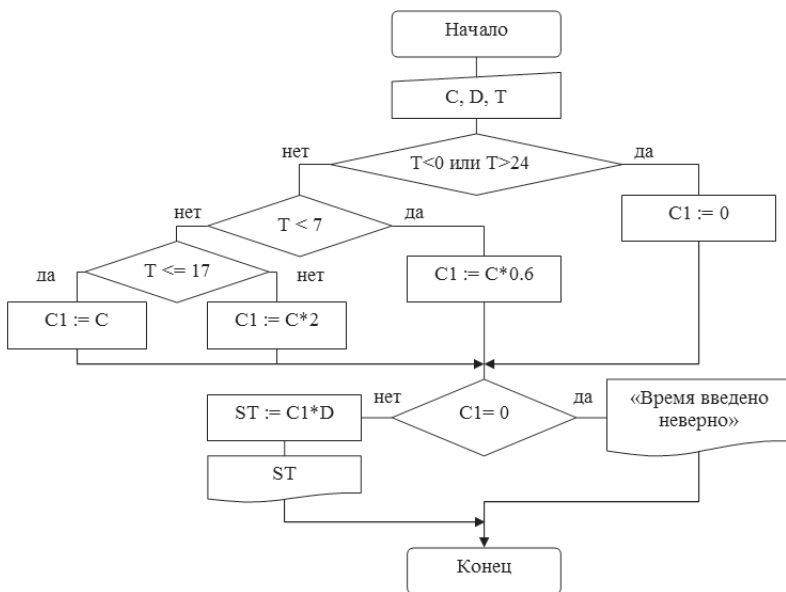 Начало
C, D, T
нет
T<0 или T>24
да
нет
T < 7
да
C1 := 0
да
T <= 17
нет
C1 := C*0.6
C1 := C
C1 := C*2
ST := C1*D
нет
C1= 0
да
«Время введено
неверно»
ST
Конец